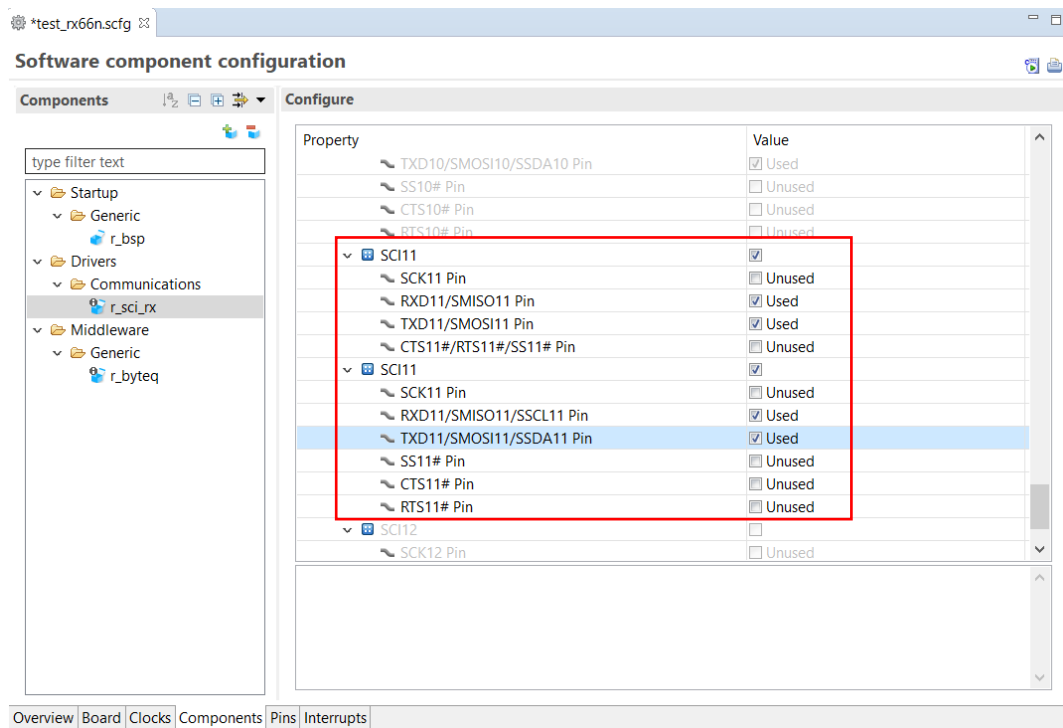 *test_rx66n.scfg
Software component configuration
Components
Configure
type filter text
Startup
Generic
r_bsp
Drivers
Communications
r_sci_rx
Middleware
Generic
r_byteq
Property Value
TXD10/SMOSI10/SSDA10 Pin Used
SS10# Pin Unused
CTS10# Pin Unused
RTS10# Pin Unused
SCI11
SCK11 Pin Unused
RXD11/SMISO11 Pin Used
TXD11/SMOSI11 Pin Used
CTS11#/RTS11#/SS11# Pin Unused
SCI11
SCK11 Pin Unused
RXD11/SMISO11/SSCL11 Pin Used
TXD11/SMOSI11/SSDA11 Pin Used
SS11# Pin Unused
CTS11# Pin Unused
RTS11# Pin Unused
SCI12
SCK12 Pin Unused
Overview Board Clocks Components Pins Interrupts